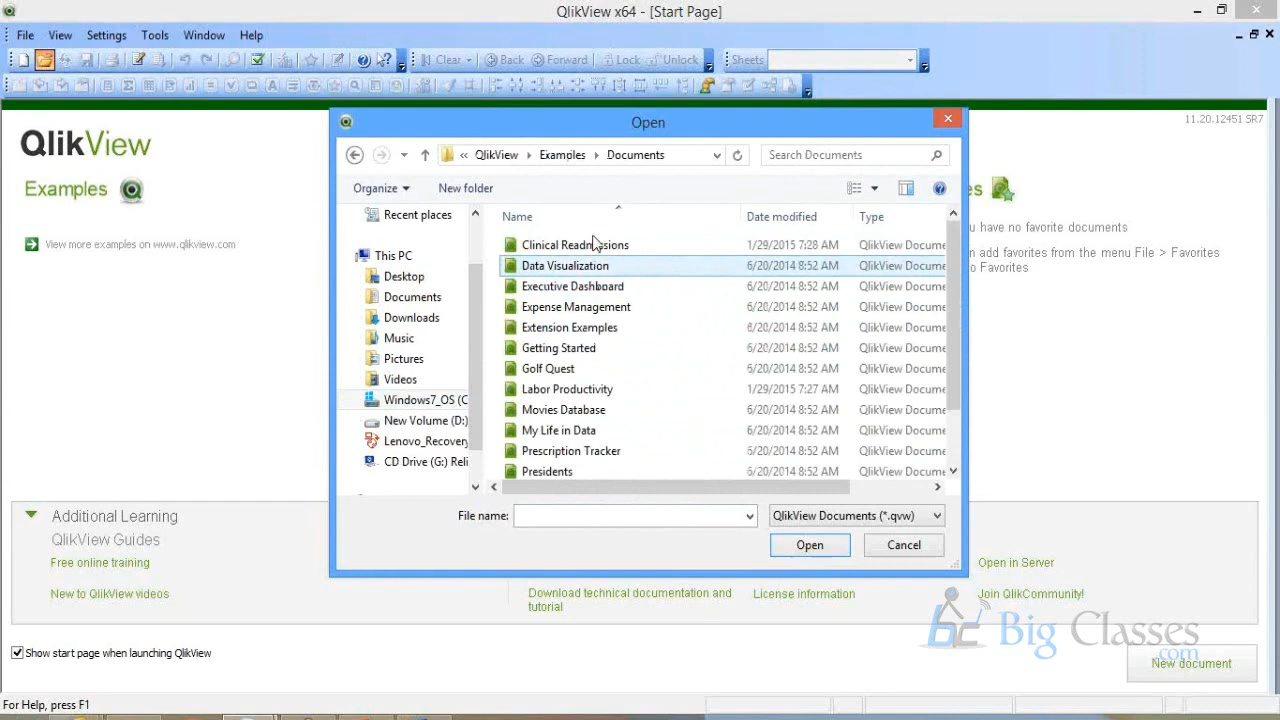 QlikView x64 - [Start Page]
File View Settings Tools Window Help
Clear Back Forward Lock Unlock Sheets
11.20.12451 SR7
QlikView
Examples
View more examples on www.qlikview.com
es
have no favorite documents
add favorites from the menu File > Favorites
o Favorites
Open
« QlikView Examples Documents Search Documents
Organize New folder
Name Date modified Type
Recent places
This PC
Desktop
Documents
Downloads
Music
Pictures
Videos
Windows7_OS (C
New Volume (D:)
Lenovo_Recovery
CD Drive (G:) Reli
Clinical Readmissions 1/29/2015 7:28 AM QlikView Docume
Data Visualization 6/20/2014 8:52 AM QlikView Docume
Executive Dashboard 6/20/2014 8:52 AM QlikView Docume
Expense Management 6/20/2014 8:52 AM QlikView Docume
Extension Examples 6/20/2014 8:52 AM QlikView Docume
Getting Started 6/20/2014 8:52 AM QlikView Docume
Golf Quest 6/20/2014 8:52 AM QlikView Docume
Labor Productivity 1/29/2015 7:27 AM QlikView Docume
Movies Database 6/20/2014 8:52 AM QlikView Docume
My Life in Data 6/20/2014 8:52 AM QlikView Docume
Prescription Tracker 6/20/2014 8:52 AM QlikView Docume
Presidents 6/20/2014 8:52 AM QlikView Docume
File name: QlikView Documents (*.qvw)
Open Cancel
Additional Learning
QlikView Guides
Free online training
New to QlikView videos
Download technical documentation and
tutorial
License information
Open in Server
Join QlikCommunity!
Big Classes
.com
Show start page when launching QlikView
New document
For Help, press F1